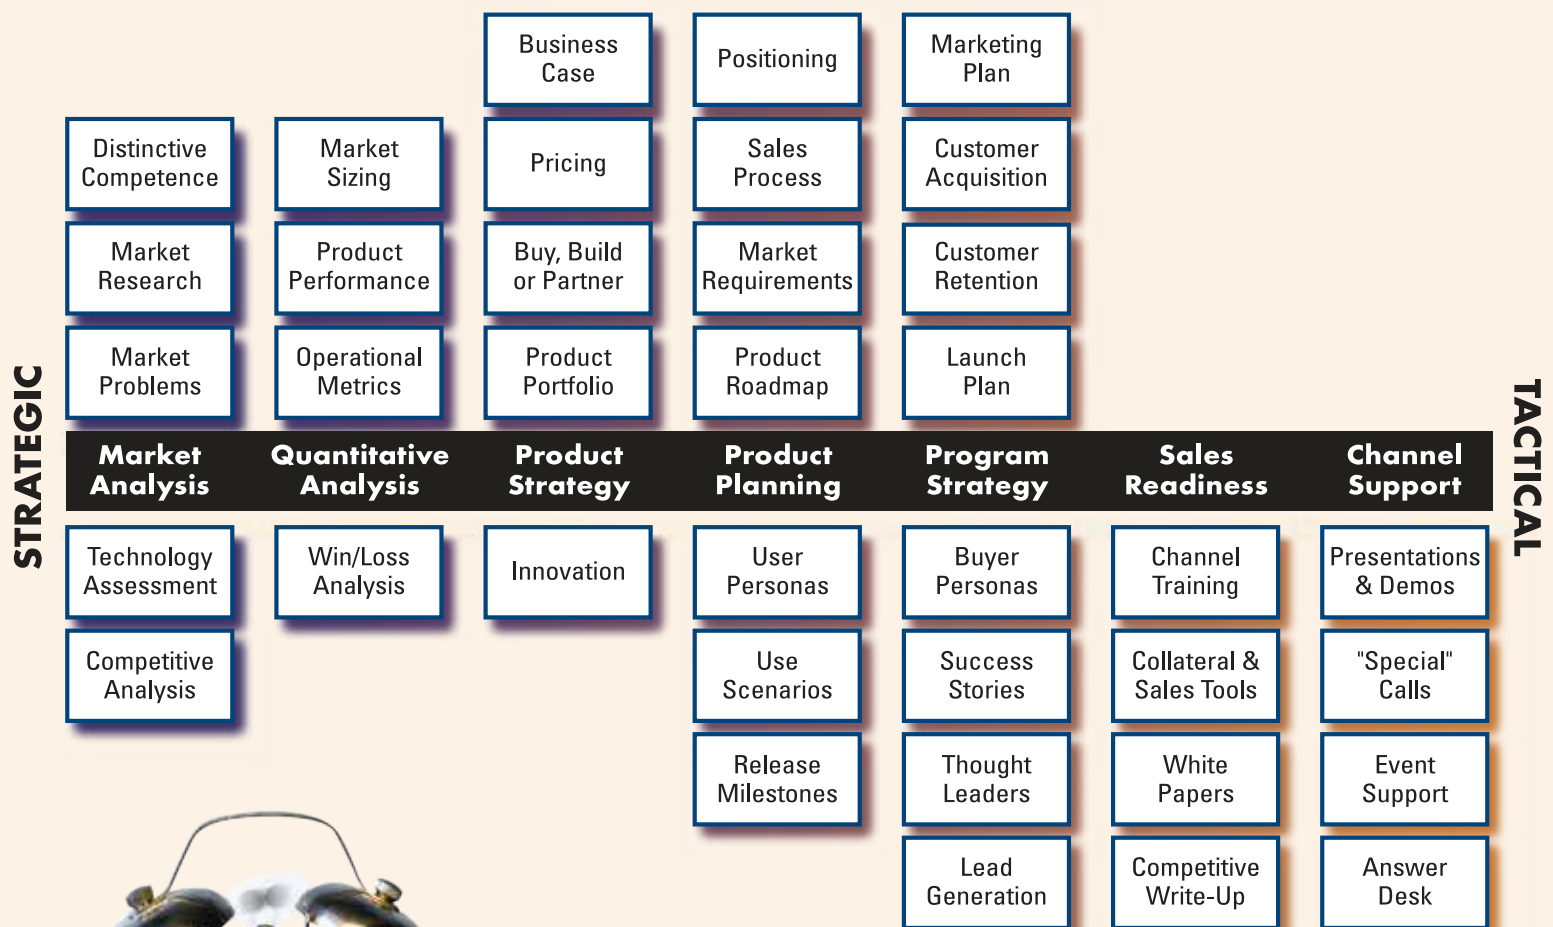 Business
Case
Positioning
Marketing
Plan
Distinctive
Competence
Market
Sizing
Pricing
Sales
Process
Customer
Acquisition
Market
Research
Product
Performance
Buy, Build
or Partner
Market
Requirements
Customer
Retention
Market
Problems
Operational
Metrics
Product
Portfolio
Product
Roadmap
Launch
Plan
STRATEGIC
Market
Analysis
Quantitative
Analysis
Product
Strategy
Product
Planning
Program
Strategy
Sales
Readiness
Channel
Support
TACTICAL
Technology
Assessment
Win/Loss
Analysis
Innovation
User
Personas
Buyer
Personas
Channel
Training
Presentations
& Demos
Competitive
Analysis
Use
Scenarios
Success
Stories
Collateral &
Sales Tools
"Special"
Calls
Release
Milestones
Thought
Leaders
White
Papers
Event
Support
Lead
Generation
Competitive
Write-Up
Answer
Desk